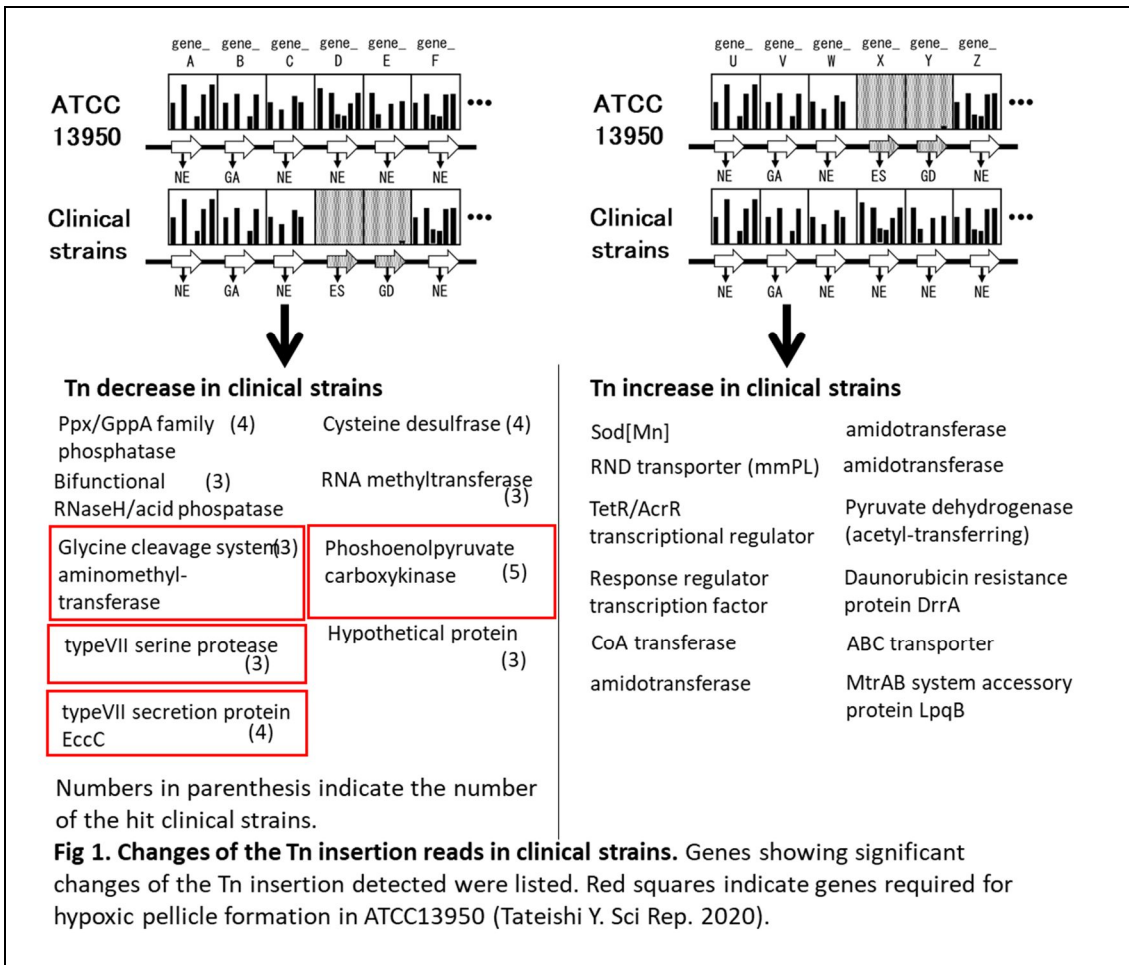 gene_ gene_ gene_ gene_ gene_ gene_
A B C D E F
ATCC
13950
•••
NE GA NE NE NE NE
Clinical
strains
•••
NE GA NE ES GD NE
gene_ gene_ gene_ gene_ gene_ gene_
U V W X Y Z
ATCC
13950
•••
NE GA NE ES GD NE
Clinical
strains
•••
NE GA NE NE NE NE
Tn decrease in clinical strains
Ppx/GppA family (4)
phosphatase
Bifunctional (3)
RNaseH/acid phospatase
Glycine cleavage system(3)
aminomethyl-
transferase
typeVII serine protease
(3)
typeVII secretion protein
EccC (4)
Cysteine desulfrase (4)
RNA methyltransferase
(3)
Phoshoenolpyruvate
carboxykinase (5)
Hypothetical protein
(3)
Numbers in parenthesis indicate the number
of the hit clinical strains.
Tn increase in clinical strains
Sod[Mn]
RND transporter (mmPL)
TetR/AcrR
transcriptional regulator
Response regulator
transcription factor
CoA transferase
amidotransferase
amidotransferase
amidotransferase
Pyruvate dehydrogenase
(acetyl-transferring)
Daunorubicin resistance
protein DrrA
ABC transporter
MtrAB system accessory
protein LpqB
Fig 1. Changes of the Tn insertion reads in clinical strains. Genes showing significant
changes of the Tn insertion detected were listed. Red squares indicate genes required for
hypoxic pellicle formation in ATCC13950 (Tateishi Y. Sci Rep. 2020).